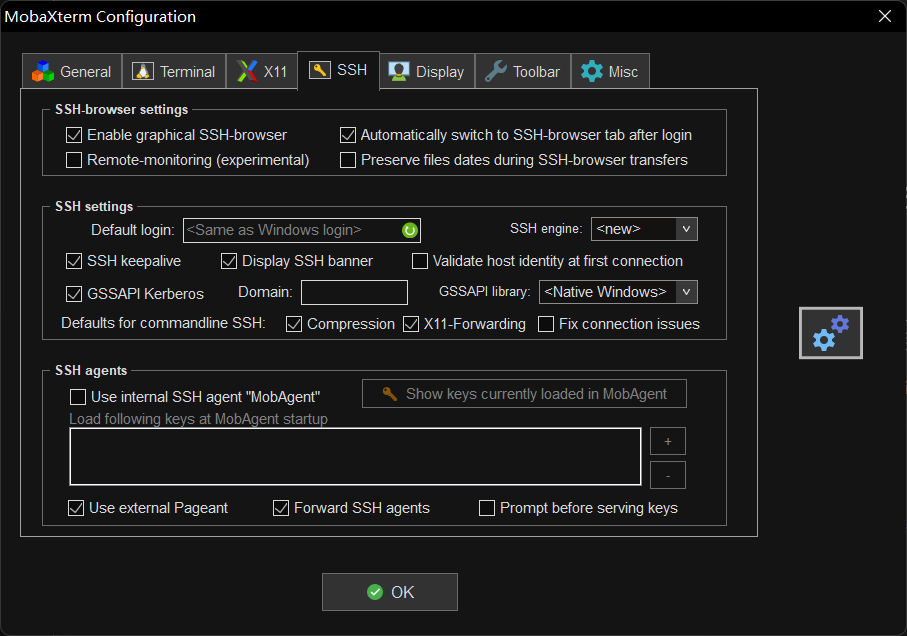 MobaXterm Configuration
General Terminal X11 SSH Display Toolbar Misc
SSH-browser settings
Enable graphical SSH-browser Automatically switch to SSH-browser tab after login
Remote-monitoring (experimental) Preserve files dates during SSH-browser transfers
SSH settings
Default login: <Same as Windows login> SSH engine: <new>
SSH keepalive Display SSH banner Validate host identity at first connection
GSSAPI Kerberos Domain: GSSAPI library: <Native Windows>
Defaults for commandline SSH: Compression X11-Forwarding Fix connection issues
SSH agents
Use internal SSH agent "MobAgent" Show keys currently loaded in MobAgent
Load following keys at MobAgent startup
+
-
Use external Pageant Forward SSH agents Prompt before serving keys
OK